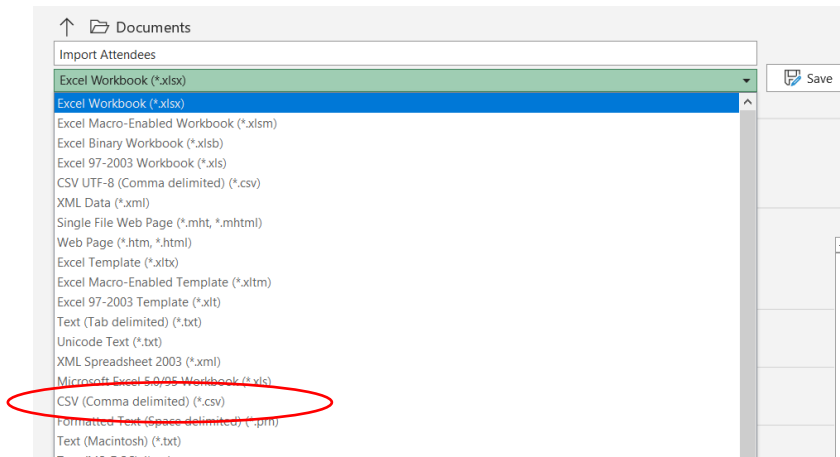 Documents
Import Attendees
Excel Workbook (*.xlsx)
Save
Excel Workbook (*.xlsx)
Excel Macro-Enabled Workbook (*.xlsm)
Excel Binary Workbook (*.xlsb)
Excel 97-2003 Workbook (*.xls)
CSV UTF-8 (Comma delimited) (*.csv)
XML Data (*.xml)
Single File Web Page (*.mht, *.mhtml)
Web Page (*.htm, *.html)
Excel Template (*.xltx)
Excel Macro-Enabled Template (*.xltm)
Excel 97-2003 Template (*.xlt)
Text (Tab delimited) (*.txt)
Unicode Text (*.txt)
XML Spreadsheet 2003 (*.xml)
Microsoft Excel 5.0/95 Workbook (*.xls)
CSV (Comma delimited) (*.csv)
Formatted Text (Space delimited) (*.prn)
Text (Macintosh) (*.txt)